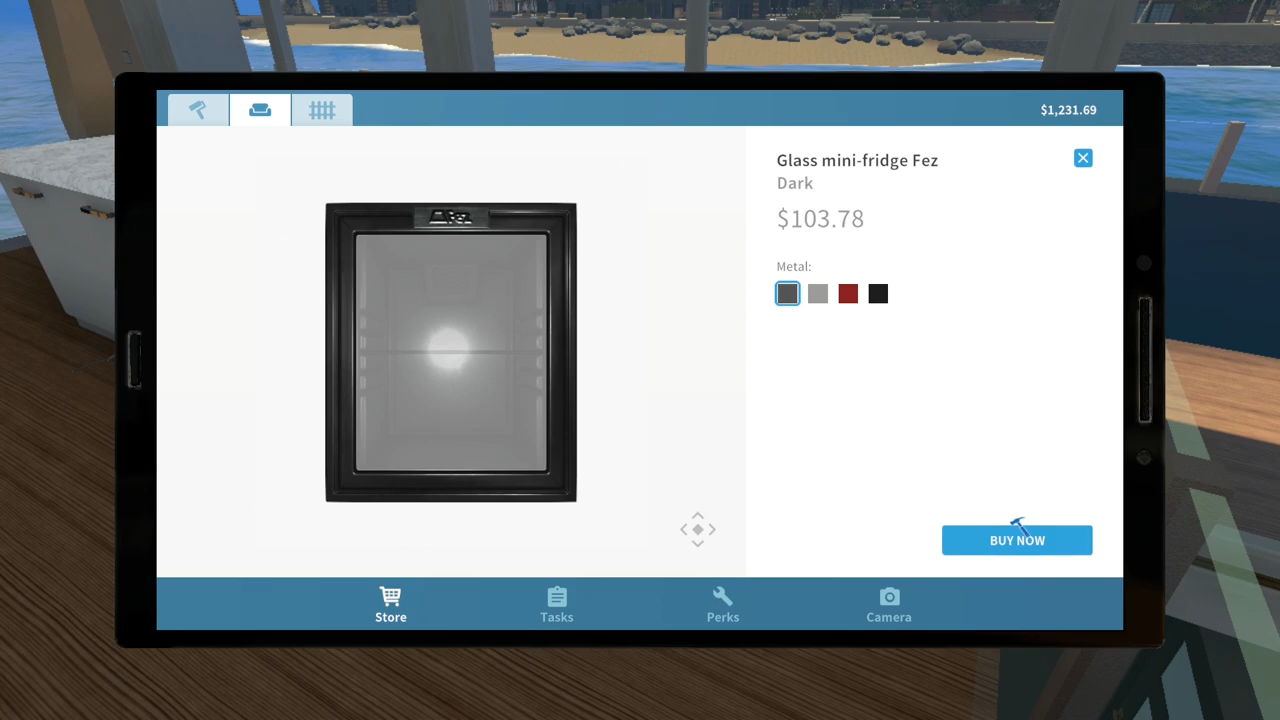 $1,231.69
Glass mini-fridge Fez
Dark
$103.78
Metal:
BUY NOW
Store
Tasks
Perks
Camera